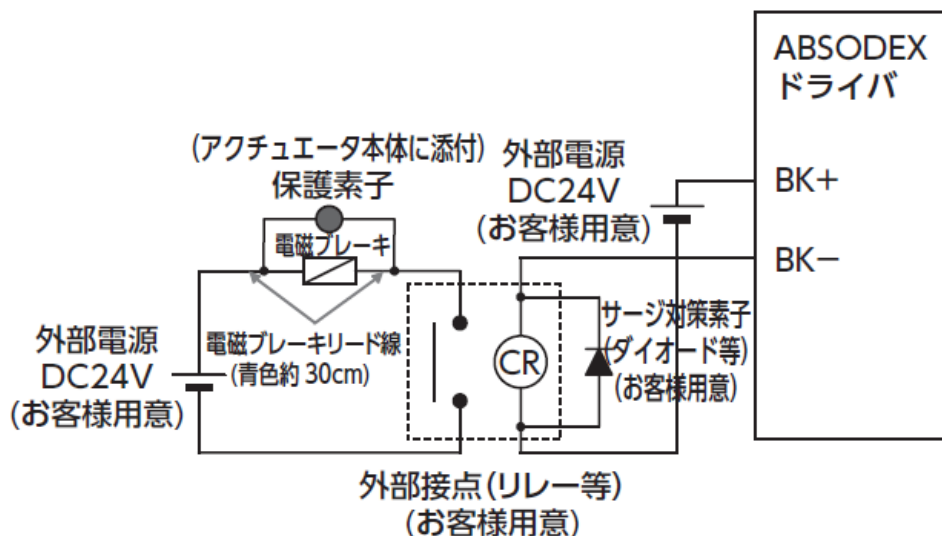 ABSODEX
ドライバ
(アクチュエータ本体に添付)
保護素子
外部電源
DC24V
(お客様用意)
BK+
BK−
電磁ブレーキ
外部電源
DC24V
(お客様用意)
電磁ブレーキリード線
(青色約 30cm)
CR
サージ対策素子
(ダイオード等)
(お客様用意)
外部接点(リレー等)
(お客様用意)